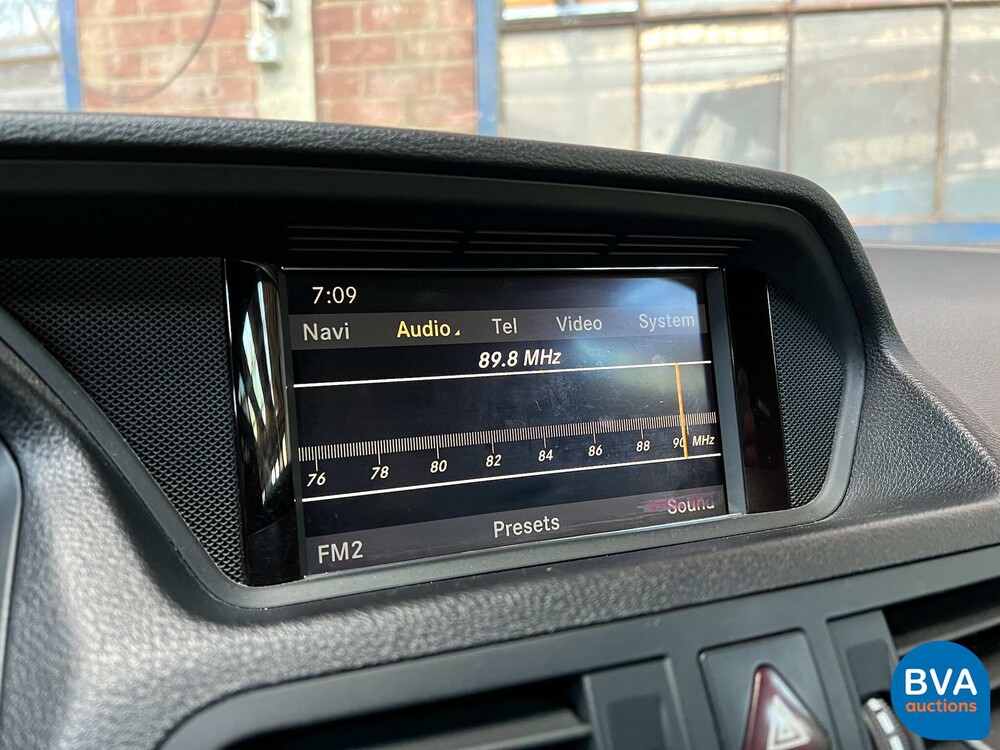 7:09
Navi Audio Tel Video System
89.8 MHz
76 78 80 82 84 86 88 90 MHz
FM2 Presets Sound
BVA
auctions